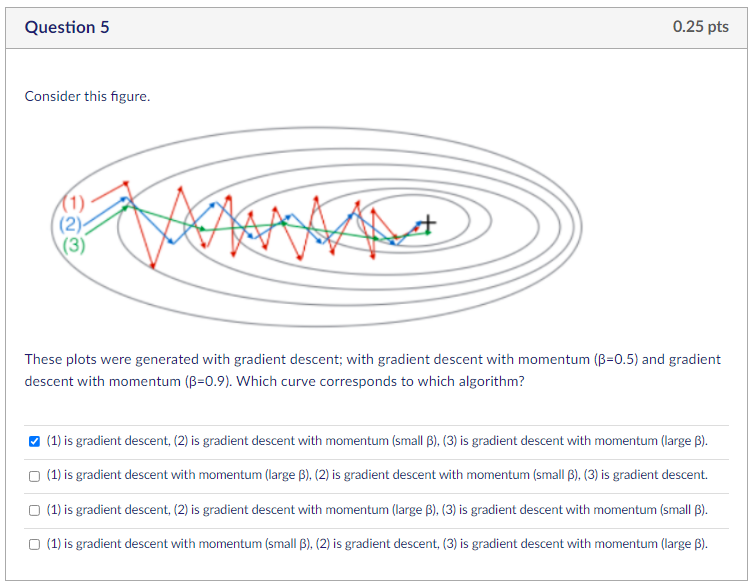 Question 5
0.25 pts
Consider this figure.
(1)
(2)
(3)
These plots were generated with gradient descent; with gradient descent with momentum (β=0.5) and gradient
descent with momentum (β=0.9). Which curve corresponds to which algorithm?
(1) is gradient descent, (2) is gradient descent with momentum (small β), (3) is gradient descent with momentum (large β).
(1) is gradient descent with momentum (large β), (2) is gradient descent with momentum (small β), (3) is gradient descent.
(1) is gradient descent, (2) is gradient descent with momentum (large β), (3) is gradient descent with momentum (small β).
(1) is gradient descent with momentum (small β), (2) is gradient descent, (3) is gradient descent with momentum (large β).